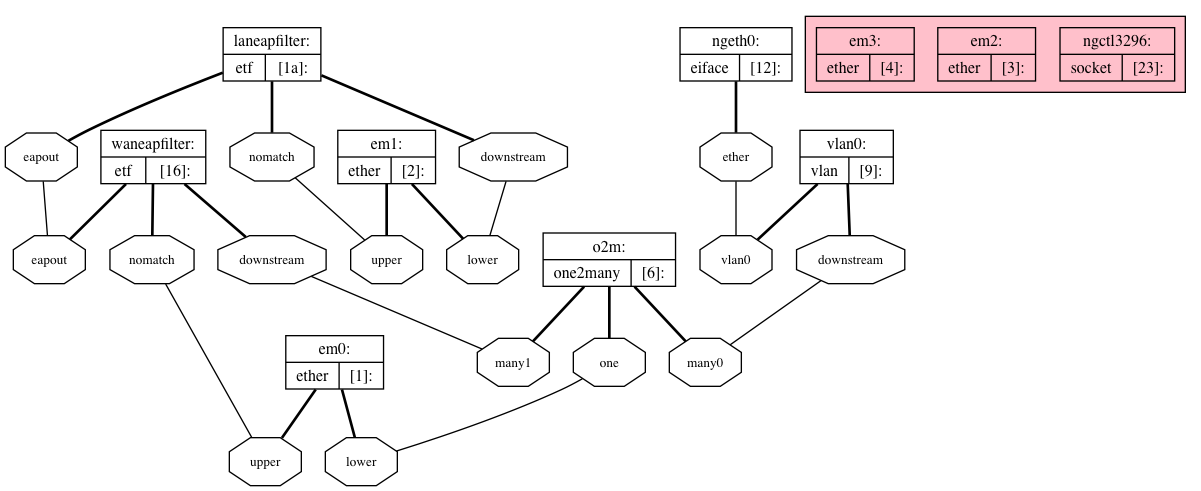 laneapfilter:
etf [1a]:
ngeth0:
eiface [12]:
em3:
ether [4]:
em2:
ether [3]:
ngctl3296:
socket [23]:
eapout
waneapfilter:
etf [16]:
nomatch
em1:
ether [2]:
downstream
ether
vlan0:
vlan [9]:
eapout
nomatch
downstream
upper
lower
o2m:
one2many [6]:
vlan0
downstream
em0:
ether [1]:
many1
one
many0
upper
lower